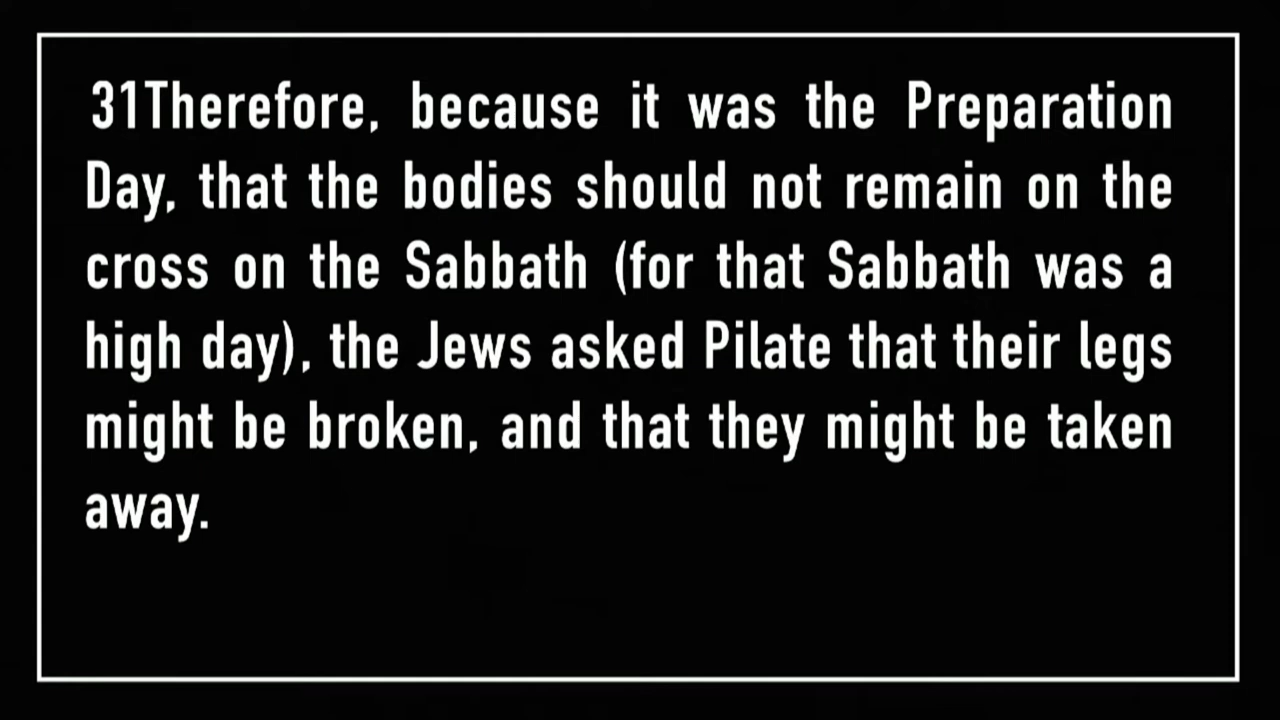 31Therefore, because it was the Preparation
Day, that the bodies should not remain on the
cross on the Sabbath (for that Sabbath was a
high day), the Jews asked Pilate that their legs
might be broken, and that they might be taken
away.